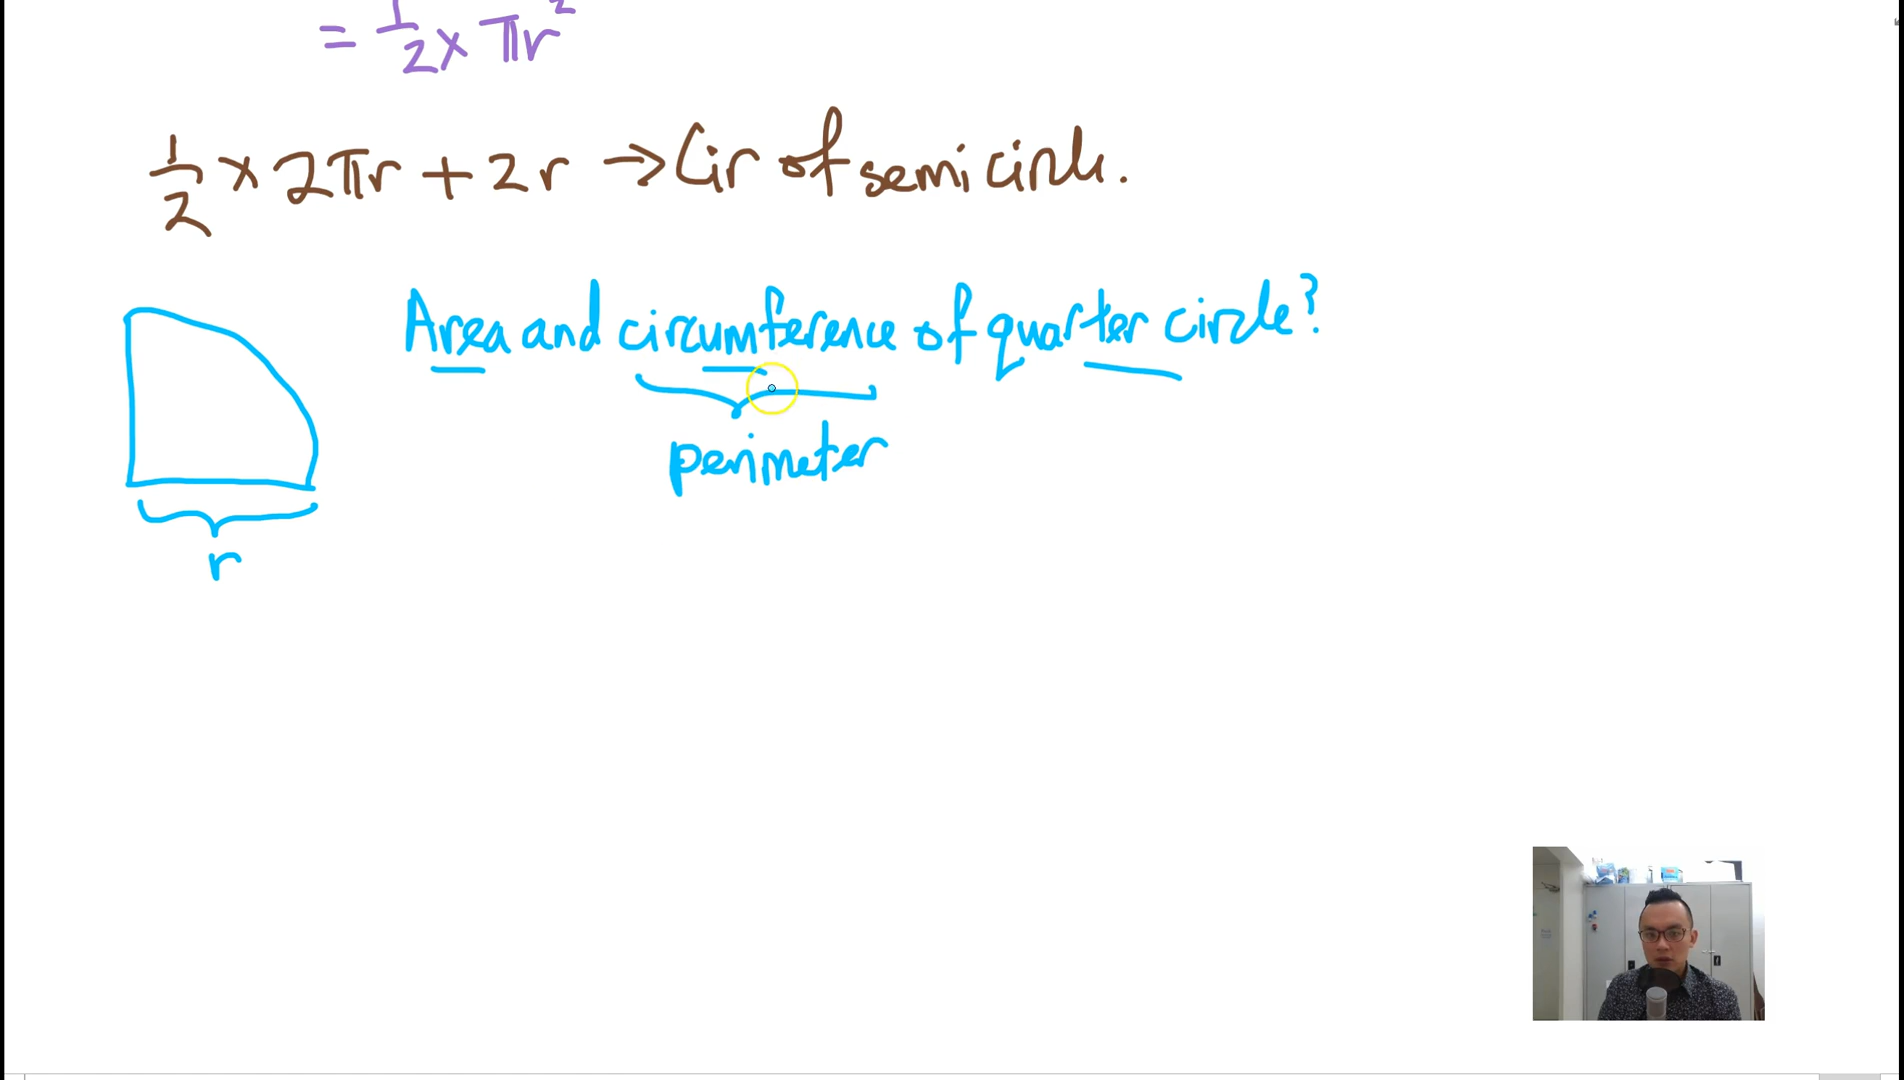 = 1/2 x πr²
1/2 x 2πr + 2r → Cir of semi circle.
Area and circumference of quarter circle?
perimeter
r